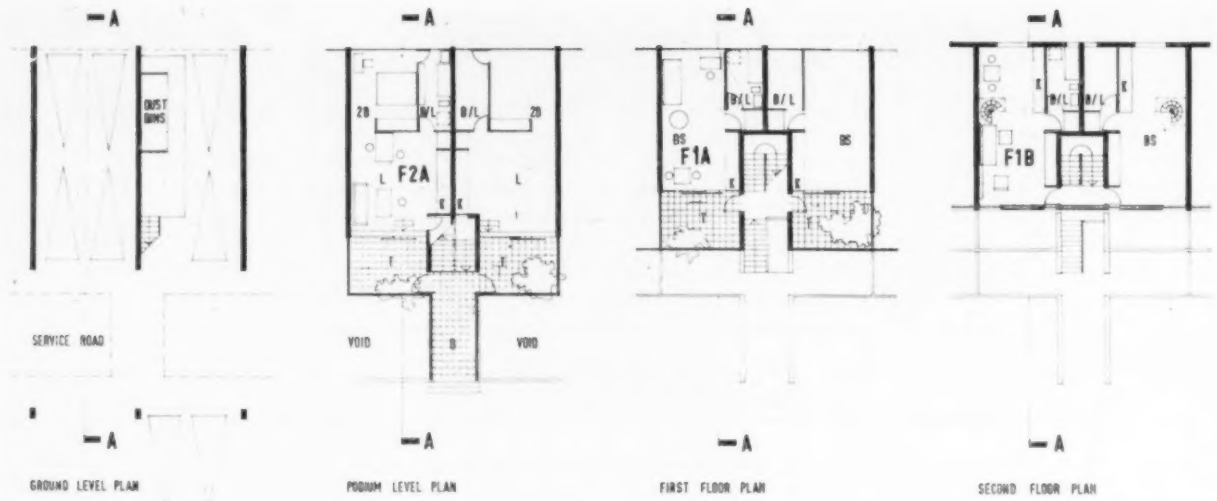 A
A
A
A
DUST
BINS
SERVICE ROAD
A
GROUND LEVEL PLAN
2B
B/L
B/L
2B
L
F2A
L
K
K
T
T
VOID
B
VOID
A
PODIUM LEVEL PLAN
B/L
B/L
BS
BS
F1A
K
K
T
T
A
FIRST FLOOR PLAN
K
B/L
B/L
K
F1B
BS
A
SECOND FLOOR PLAN